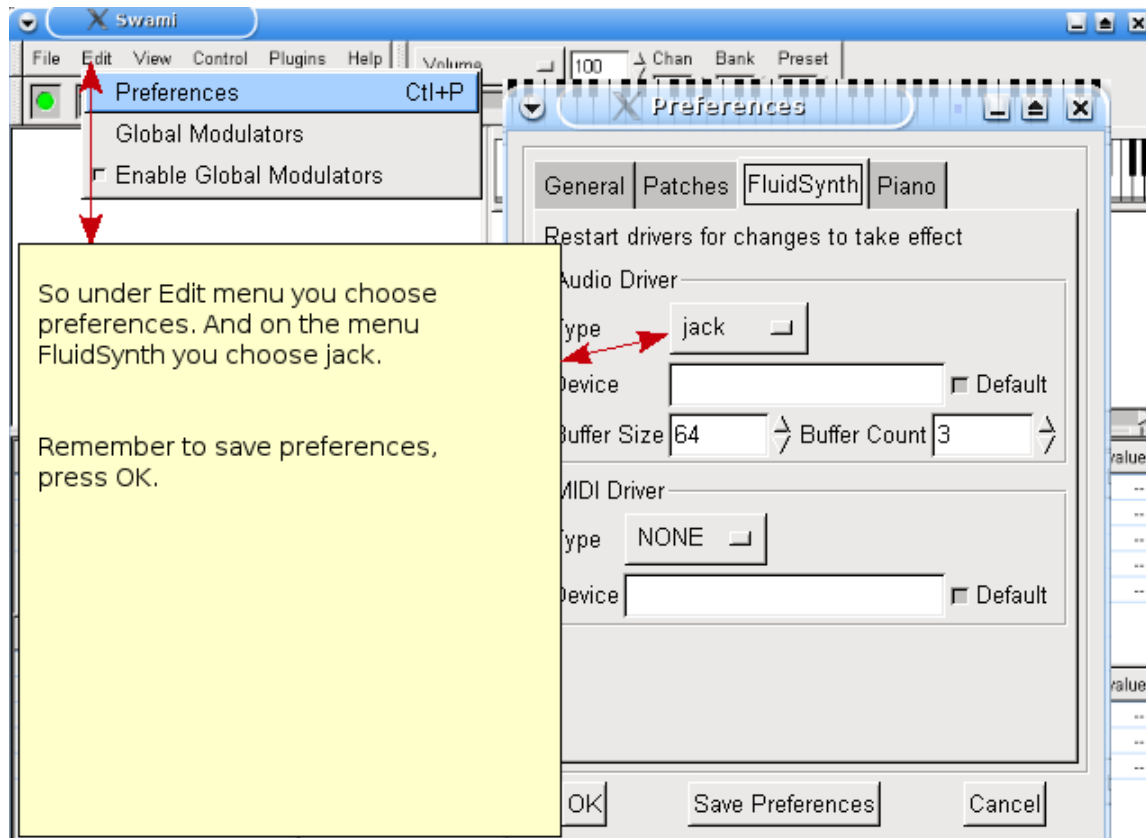 Swami
File Edit View Control Plugins Help Volume 100 Chan Bank Preset
Preferences Ctl+P
Global Modulators
Enable Global Modulators
Preferences
General Patches FluidSynth Piano
Restart drivers for changes to take effect
Audio Driver
Type jack
Device Default
Buffer Size 64 Buffer Count 3
MIDI Driver
Type NONE
Device Default
OK Save Preferences Cancel
So under Edit menu you choose
preferences. And on the menu
FluidSynth you choose jack.
Remember to save preferences,
press OK.
value
--
--
--
--
--
value
--
--
--